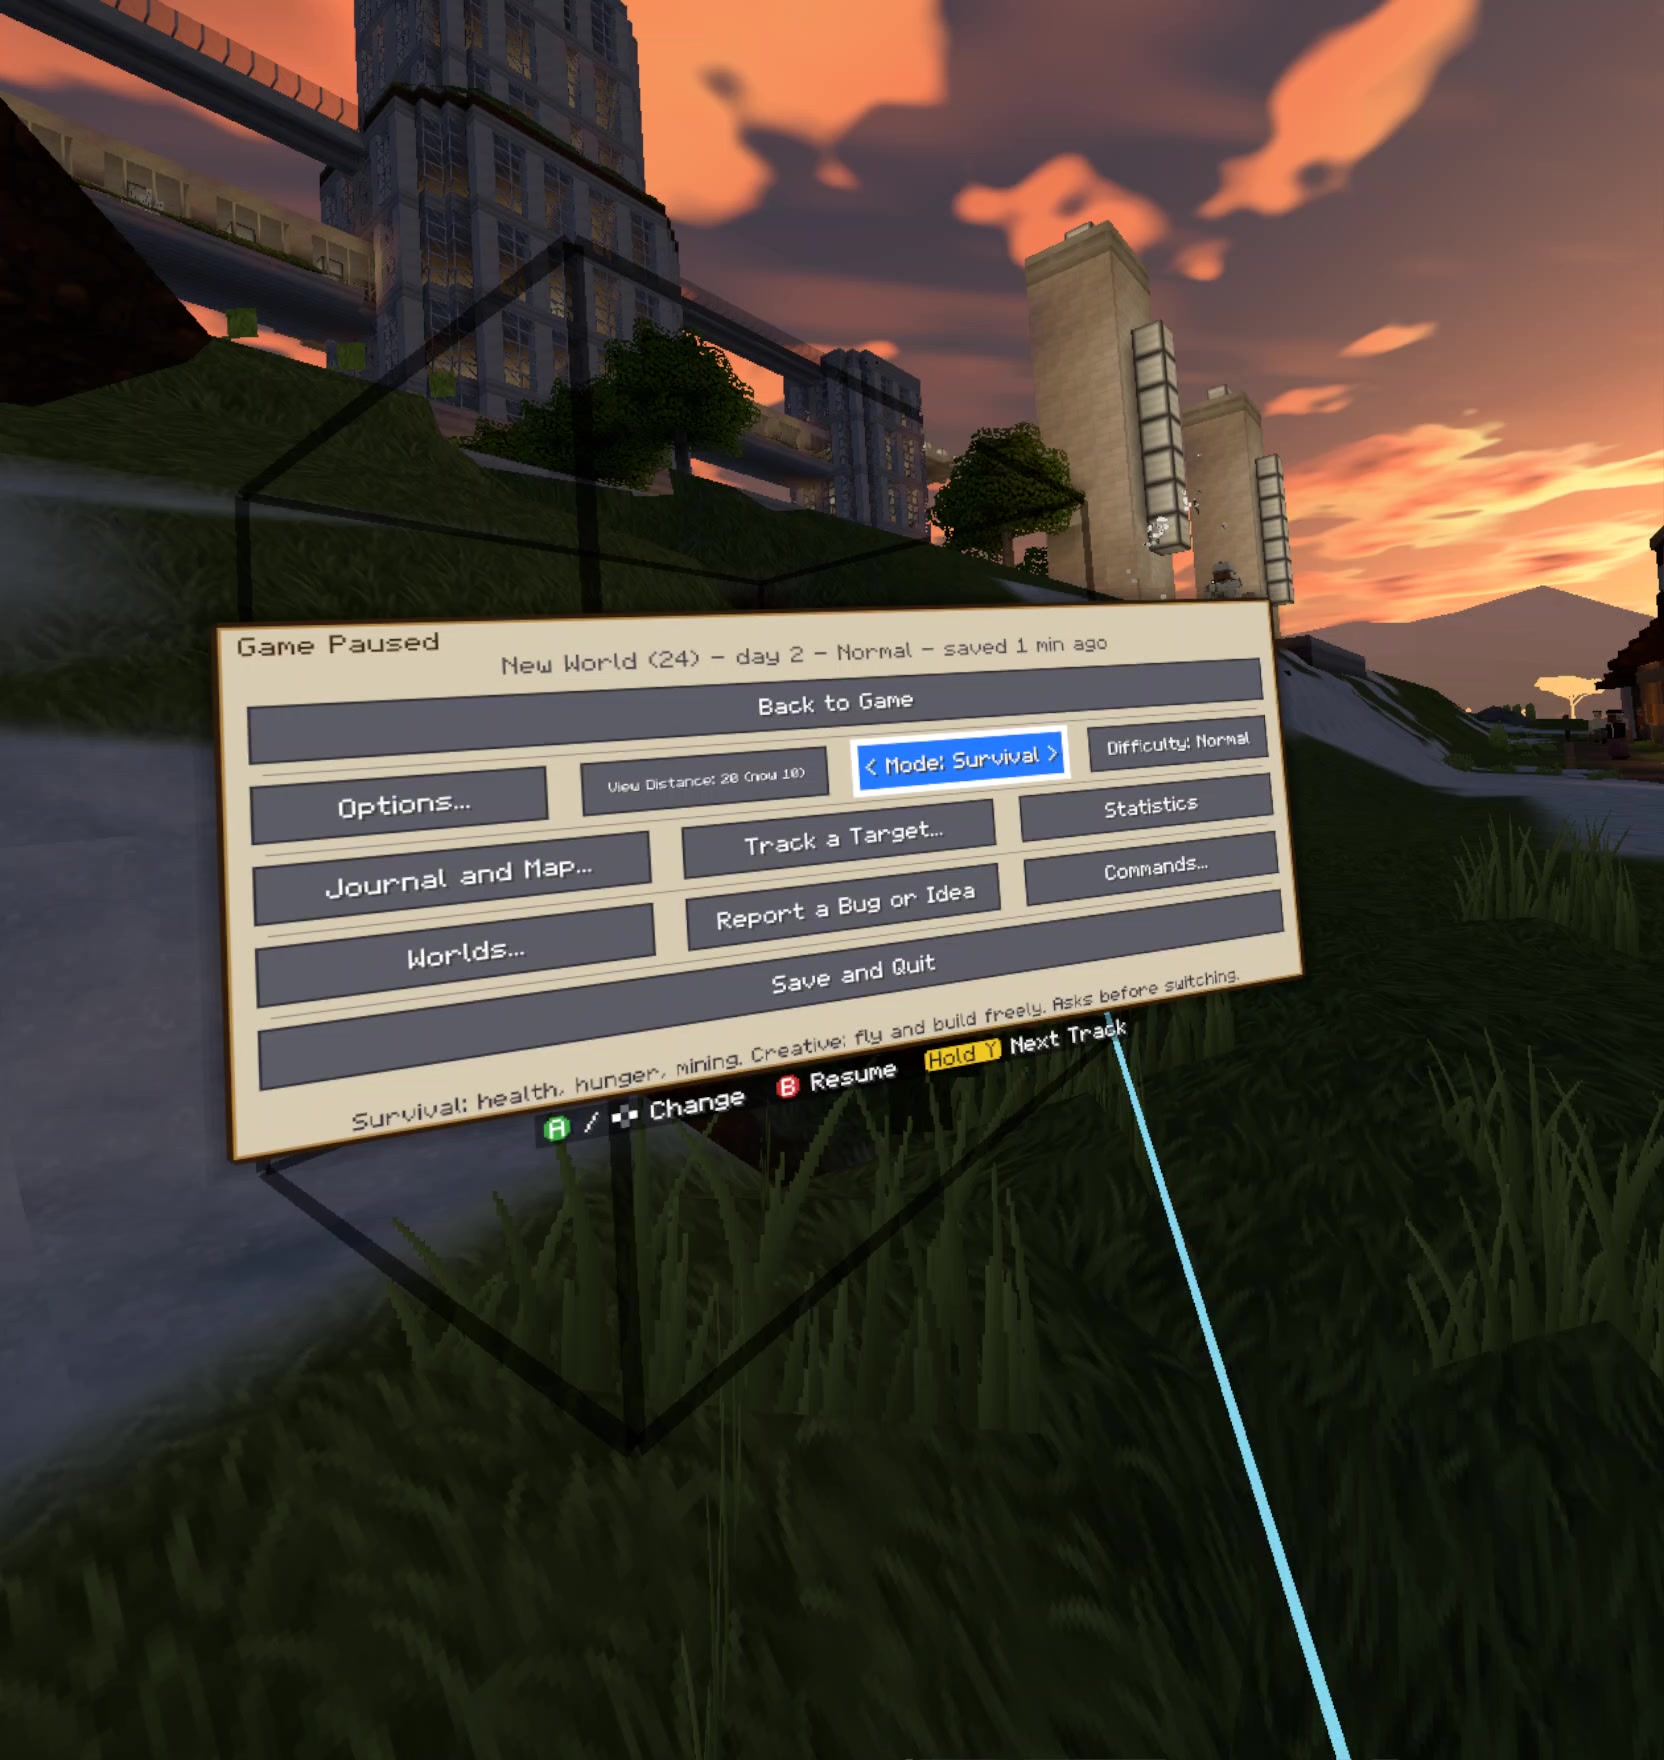 Game Paused
New World (24) – day 2 – Normal – saved 1 min ago
Back to Game
Options...
View Distance: 20 (now 10)
< Mode: Survival >
Difficulty: Normal
Journal and Map...
Track a Target...
Statistics
Worlds...
Report a Bug or Idea
Commands...
Save and Quit
Survival: health, hunger, mining. Creative: fly and build freely. Asks before switching.
A / Change B Resume Hold Y Next Track